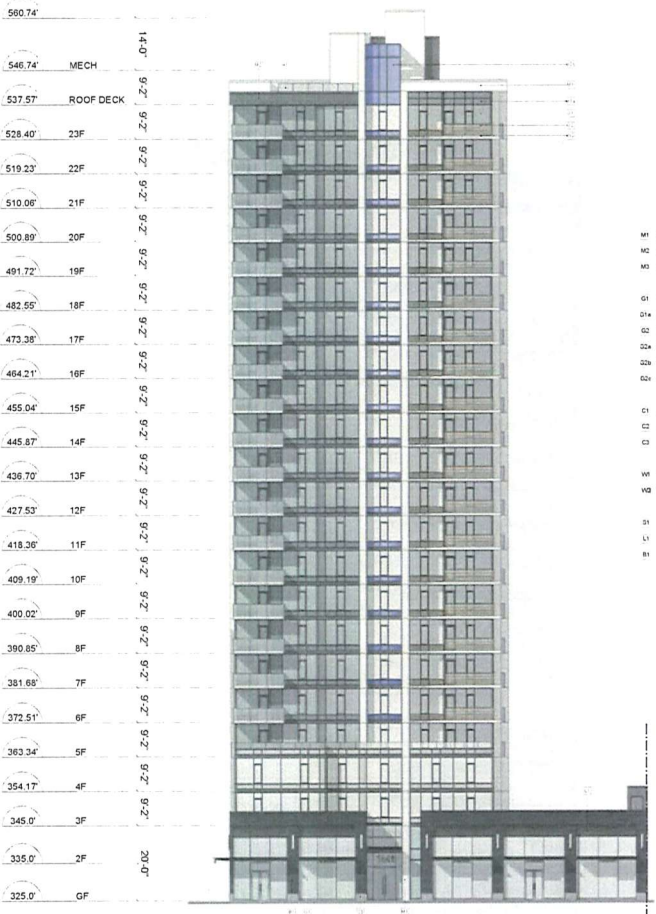 560.74'
14'-0"
546.74' MECH
9'-2"
537.57' ROOF DECK
9'-2"
528.40' 23F
9'-2"
519.23' 22F
9'-2"
510.06' 21F
9'-2"
500.89' 20F
9'-2"
491.72' 19F
9'-2"
482.55' 18F
9'-2"
473.38' 17F
9'-2"
464.21' 16F
9'-2"
455.04' 15F
9'-2"
445.87' 14F
9'-2"
436.70' 13F
9'-2"
427.53' 12F
9'-2"
418.36' 11F
9'-2"
409.19' 10F
9'-2"
400.02' 9F
9'-2"
390.85' 8F
9'-2"
381.68' 7F
9'-2"
372.51' 6F
9'-2"
363.34' 5F
9'-2"
354.17' 4F
9'-2"
345.0' 3F
20'-0"
335.0' 2F
325.0' GF
M1
M2
M3
G1
G1a
G2
G2a
G2b
G2c
C1
C2
C3
W1
W2
S1
L1
B1